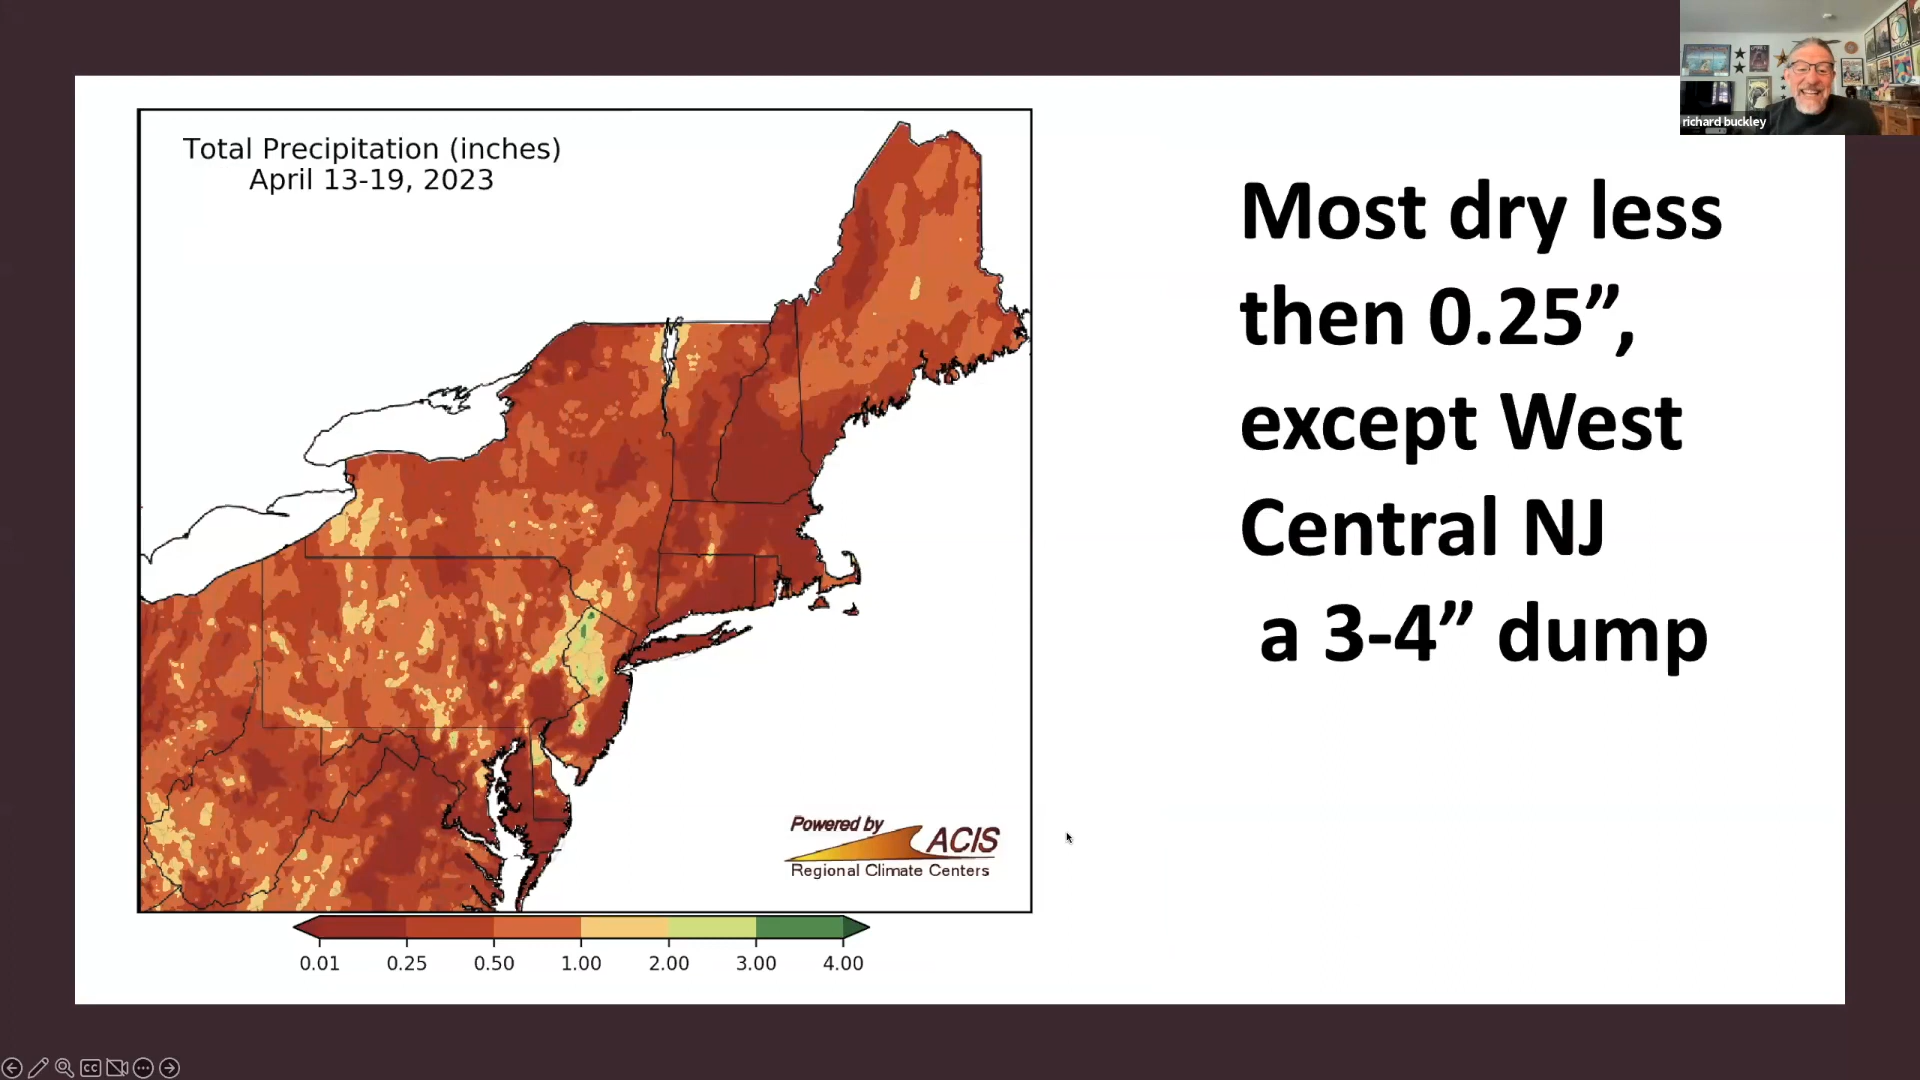 richard buckley
Total Precipitation (inches)
April 13-19, 2023
Most dry less
then 0.25”,
except West
Central NJ
a 3-4” dump
Powered by
ACIS
Regional Climate Centers
0.01 0.25 0.50 1.00 2.00 3.00 4.00
CC